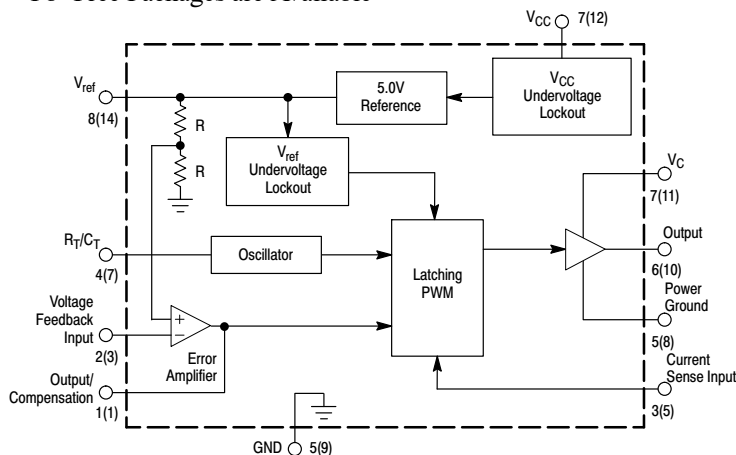 V_CC 7(12)
V_ref
8(14)
5.0V
Reference
V_CC
Undervoltage
Lockout
R
R
V_ref
Undervoltage
Lockout
V_C
7(11)
R_T/C_T
4(7)
Oscillator
Latching
PWM
Output
6(10)
Power
Ground
5(8)
Voltage
Feedback
Input
2(3)
+
−
Error
Amplifier
Output/
Compensation
1(1)
Current
Sense Input
3(5)
GND 5(9)